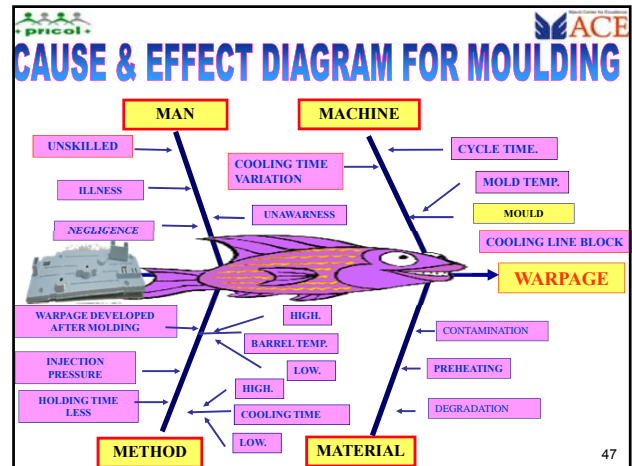 pricol
ACE
CAUSE & EFFECT DIAGRAM FOR MOULDING
MAN
MACHINE
UNSKILLED
CYCLE TIME.
COOLING TIME
VARIATION
ILLNESS
MOLD TEMP.
UNAWARNESS
MOULD
NEGLIGENCE
COOLING LINE BLOCK
WARPAGE
WARPAGE DEVELOPED
AFTER MOLDING
HIGH.
CONTAMINATION
BARREL TEMP.
INJECTION
PRESSURE
LOW.
PREHEATING
HIGH.
HOLDING TIME
LESS
COOLING TIME
DEGRADATION
LOW.
METHOD
MATERIAL
47